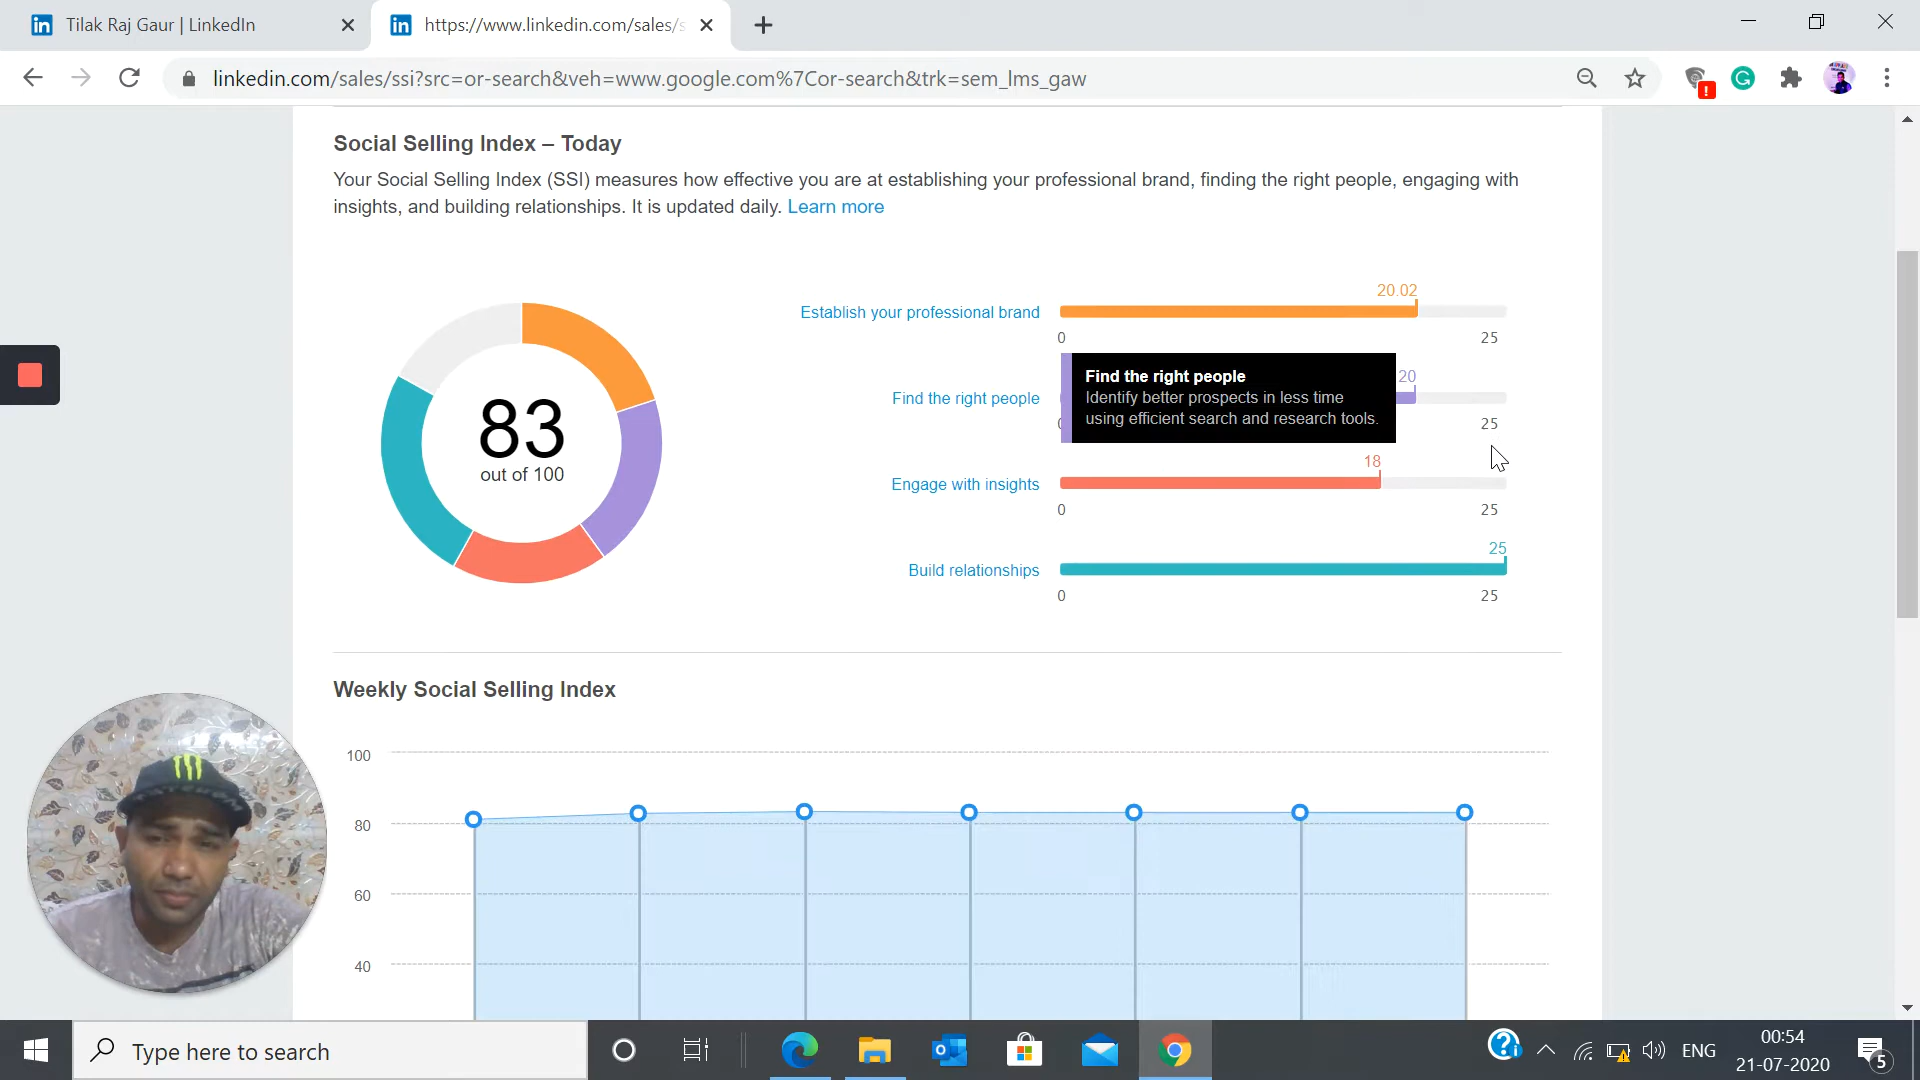 Tilak Raj Gaur | LinkedIn
https://www.linkedin.com/sales/s
linkedin.com/sales/ssi?src=or-search&veh=www.google.com%7Cor-search&trk=sem_lms_gaw
Social Selling Index – Today
Your Social Selling Index (SSI) measures how effective you are at establishing your professional brand, finding the right people, engaging with
insights, and building relationships. It is updated daily. Learn more
83
out of 100
Establish your professional brand
20.02
0
25
Find the right people
Find the right people
Identify better prospects in less time
using efficient search and research tools.
20
25
Engage with insights
18
0
25
Build relationships
25
0
25
Weekly Social Selling Index
100
80
60
40
Type here to search
ENG
00:54
21-07-2020
5